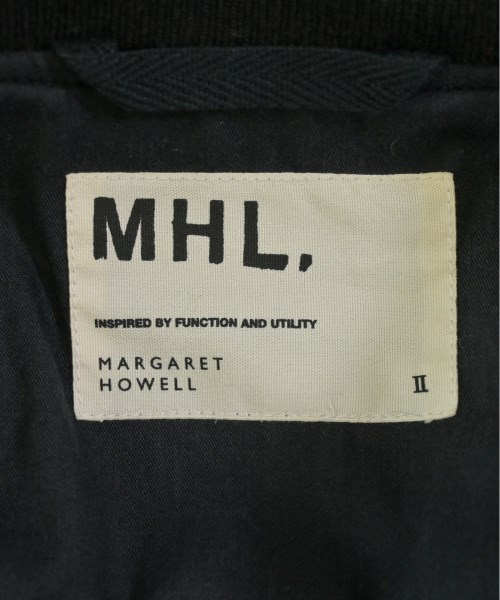 MHL.
INSPIRED BY FUNCTION AND UTILITY
MARGARET
HOWELL
II